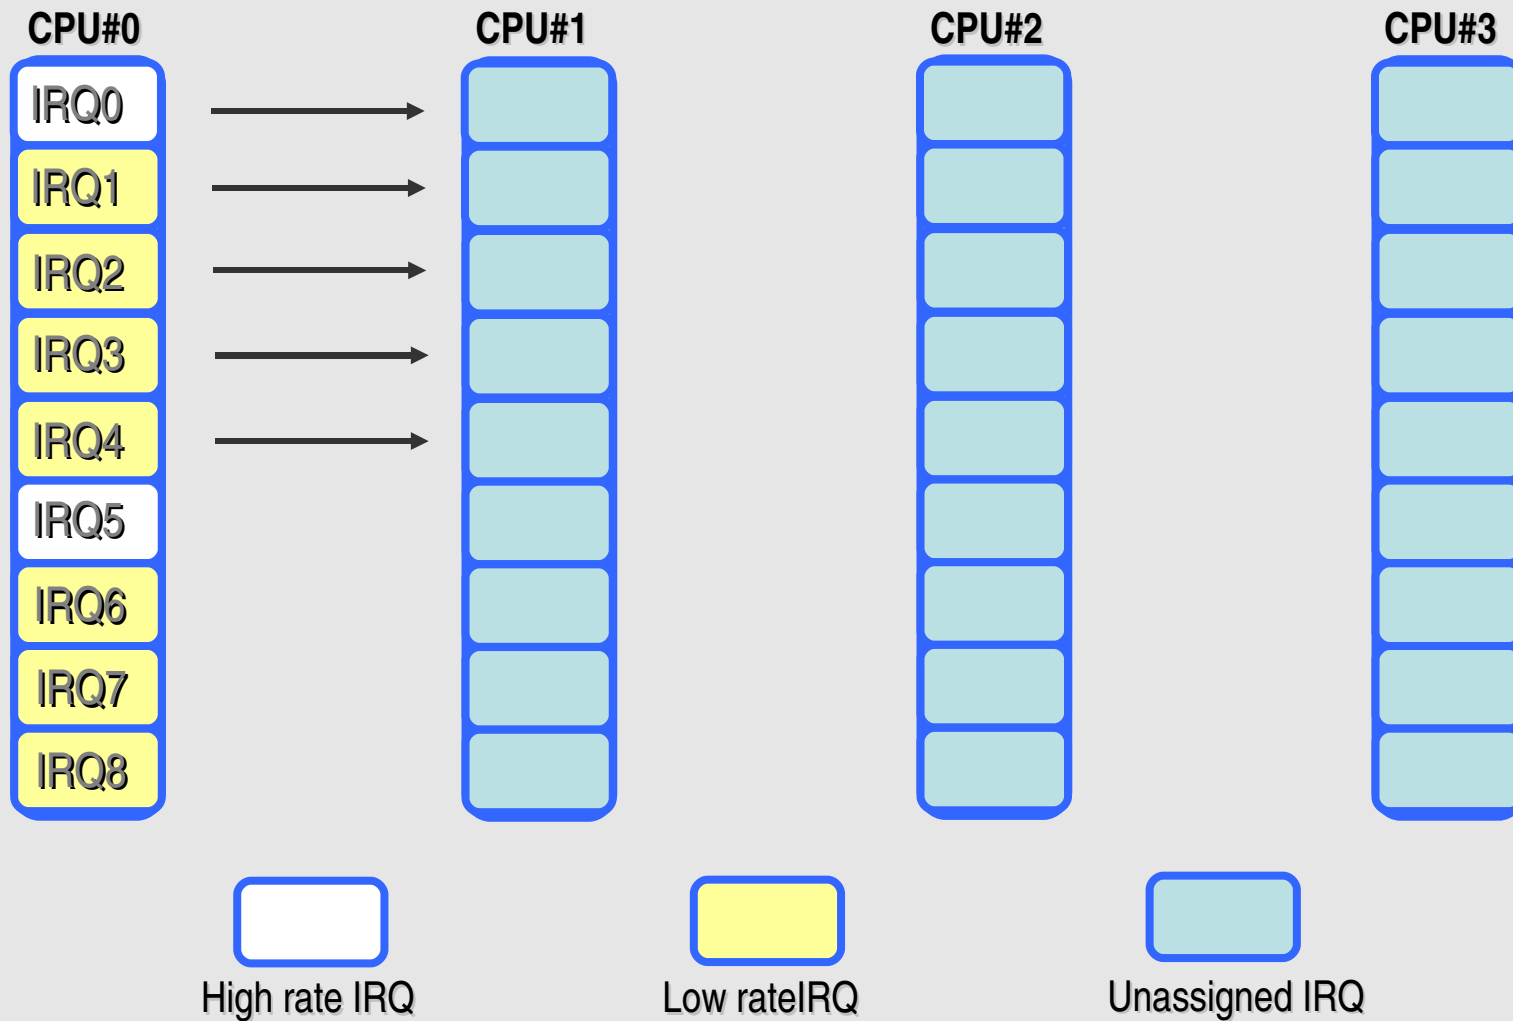 CPU#0
CPU#1
CPU#2
CPU#3
IRQ0
IRQ1
IRQ2
IRQ3
IRQ4
IRQ5
IRQ6
IRQ7
IRQ8
High rate IRQ
Low rateIRQ
Unassigned IRQ